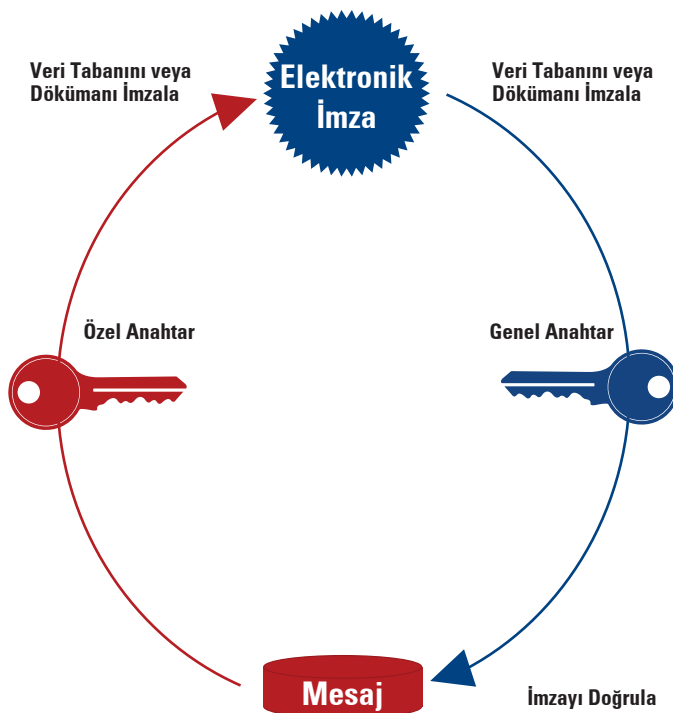 Veri Tabanını veya
Dökümanı İmzala
Elektronik
İmza
Veri Tabanını veya
Dökümanı İmzala
Özel Anahtar
Genel Anahtar
Mesaj
İmzayı Doğrula